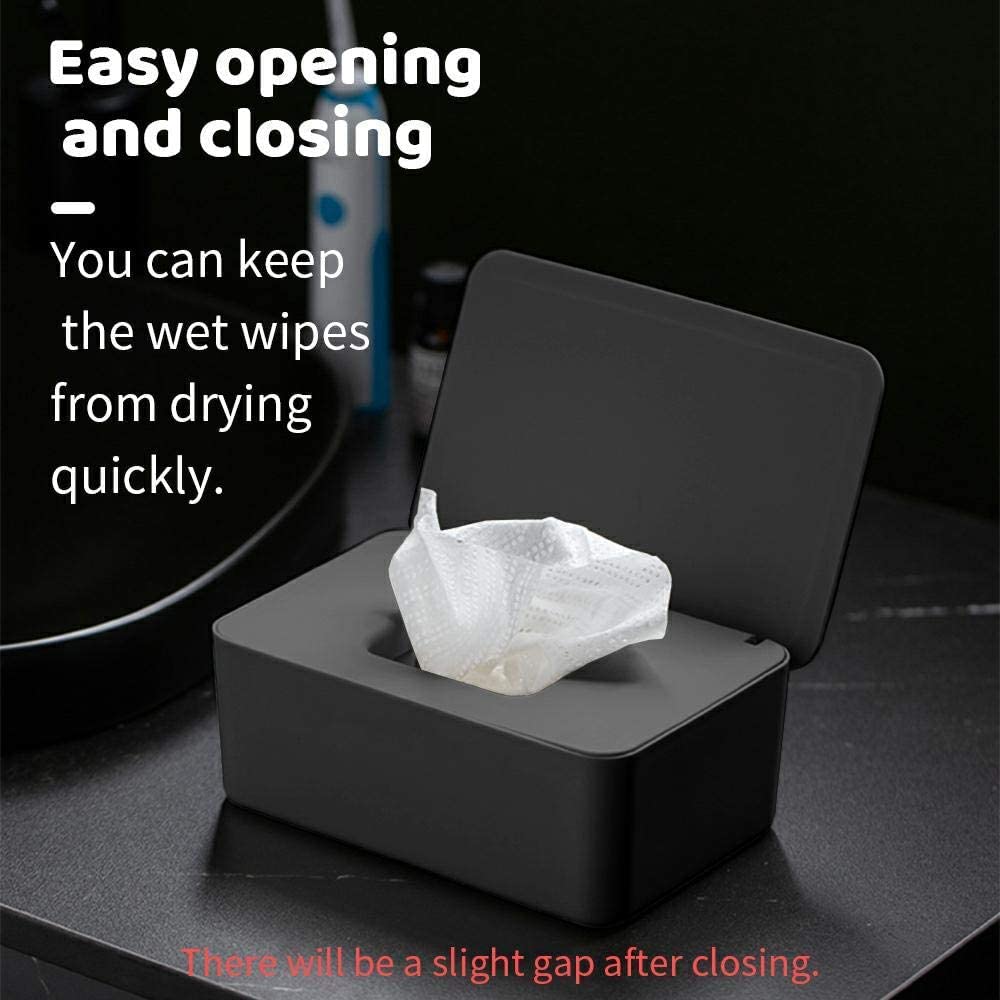 Easy opening
and closing
You can keep
the wet wipes
from drying
quickly.
There will be a slight gap after closing.